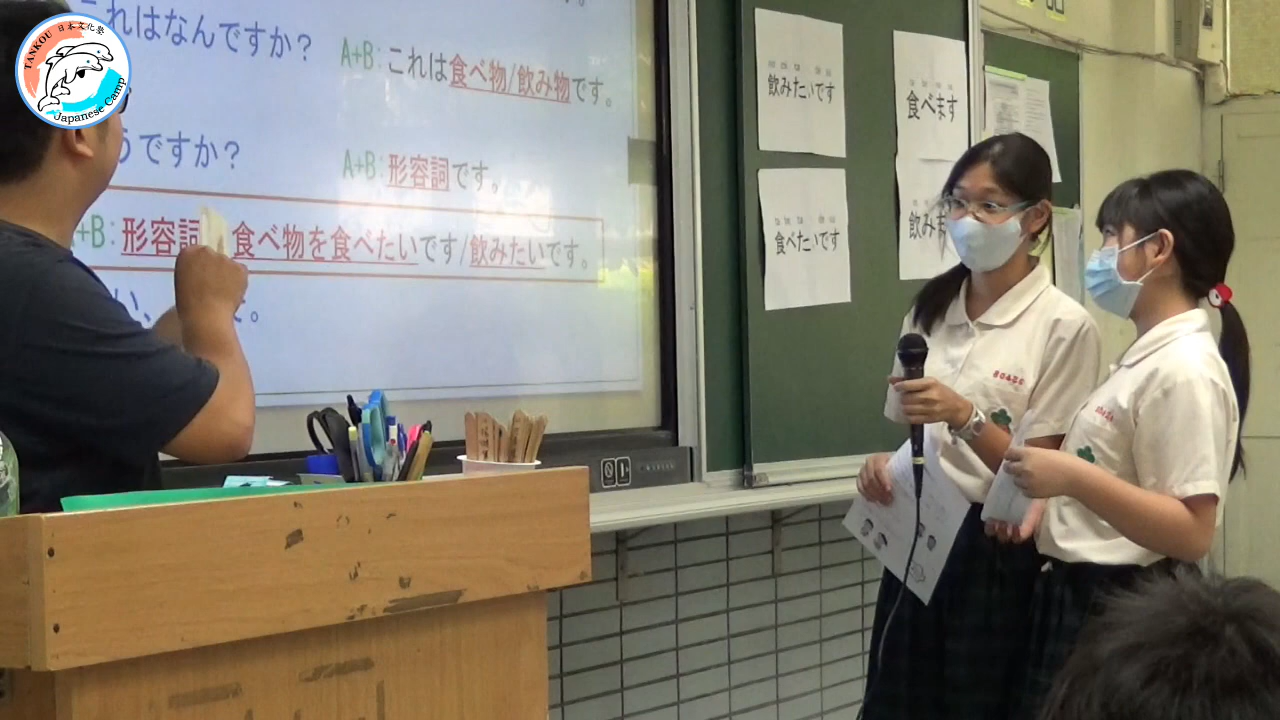 TANKOU 日本文化塾
Japanese Camp
これはなんですか?
A+B: これは食べ物/飲み物です。
うですか?
A+B: 形容詞です。
+B: 形容詞 食べ物を食べたいです/飲みたいです。
飲みたいです
食べます
食べたいです
飲みま